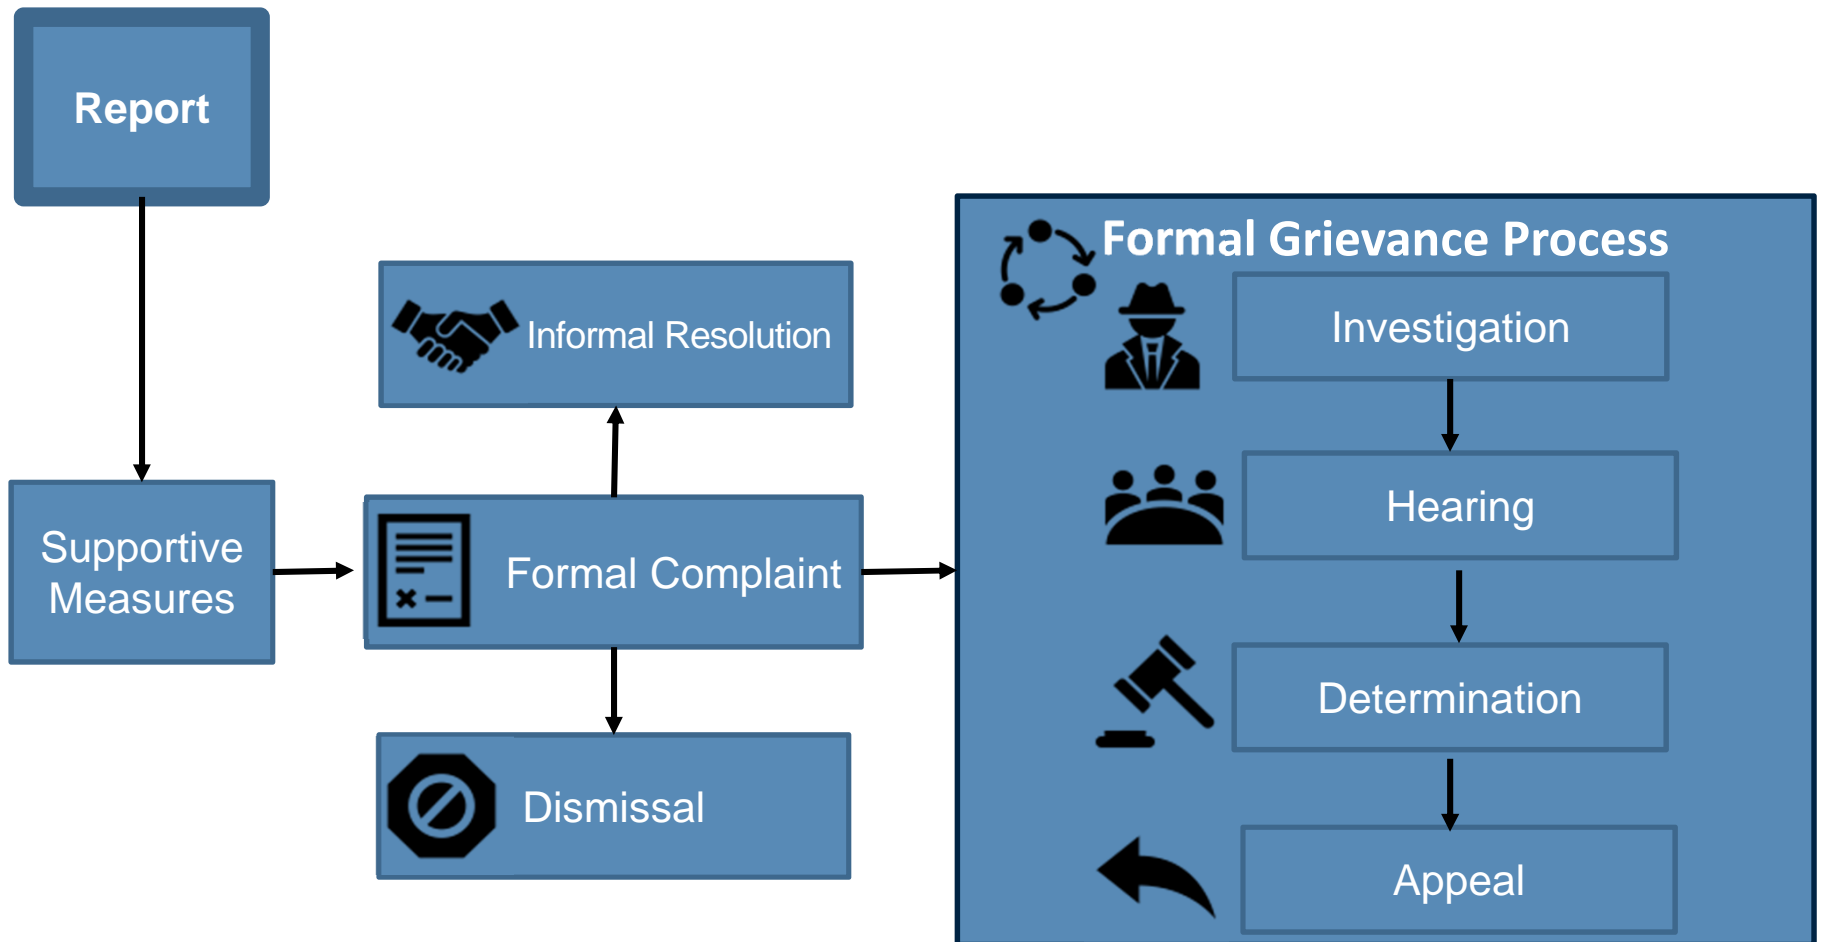 Report
Supportive
Measures
Informal Resolution
Formal Complaint
Dismissal
Formal Grievance Process
Investigation
Hearing
Determination
Appeal